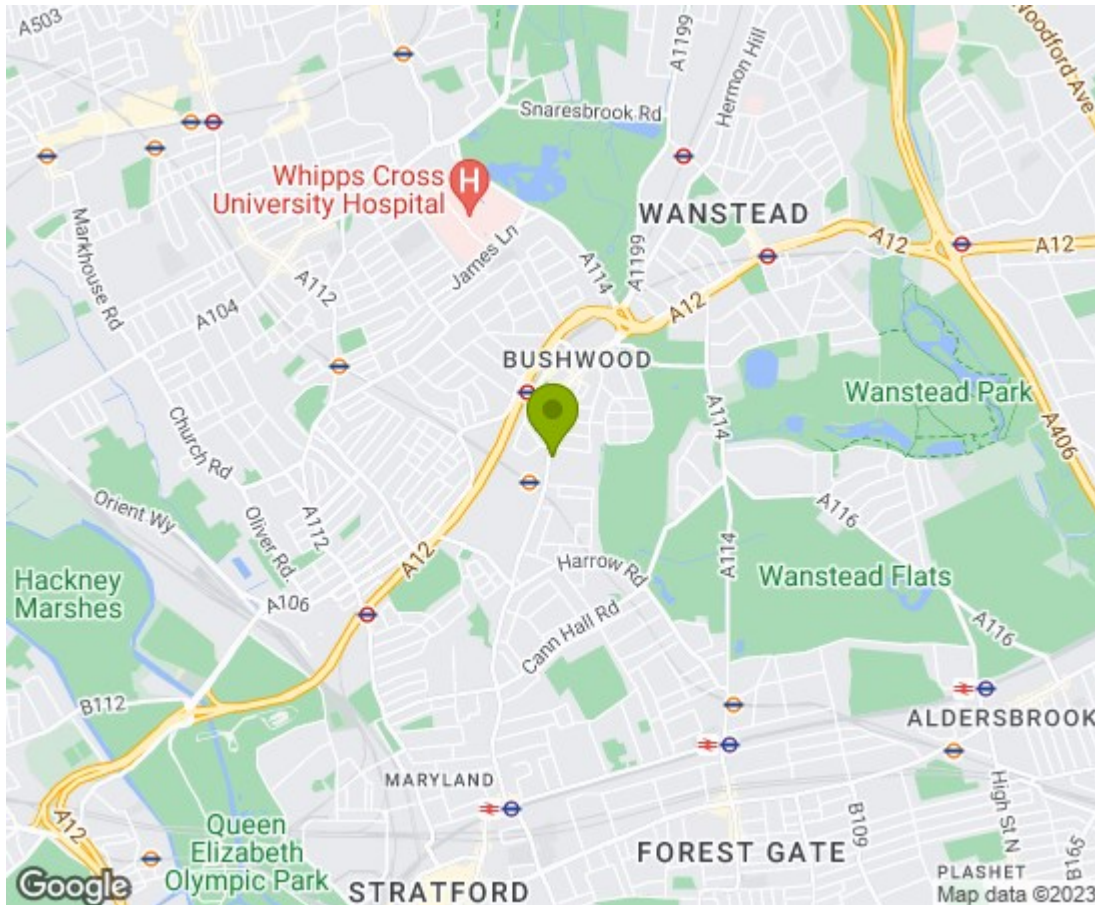 A503
A1199
Hermon Hill
Woodford Ave
Snaresbrook Rd
Whipps Cross
University Hospital
H
WANSTEAD
Markhouse Rd
James Ln
A114
A1199
A12
A12
A112
A104
A12
BUSHWOOD
Wanstead Park
A114
A406
Church Rd
Orient Wy
Oliver Rd.
A112
A12
A116
Harrow Rd
A114
Wanstead Flats
Hackney
Marshes
A106
Cann Hall Rd
A116
B112
ALDERSBROOK
MARYLAND
A12
Queen
Elizabeth
Olympic Park
High St N
B109
FOREST GATE
B165
PLASHET
STRATFORD
Google
Map data ©2023